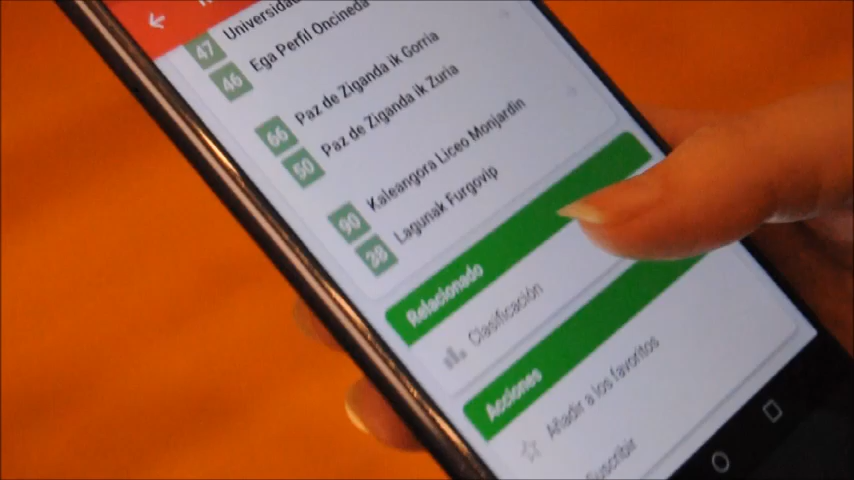 47 Universidad
46 Ega Perfil Oncineda
66 Paz de Ziganda ik Gorria
50 Paz de Ziganda ik Zuria
90 Kaleangora Liceo Monjardin
38 Lagunak Furgovip
Relacionado
Clasificación
Acciones
Añadir a los favoritos
Suscribir